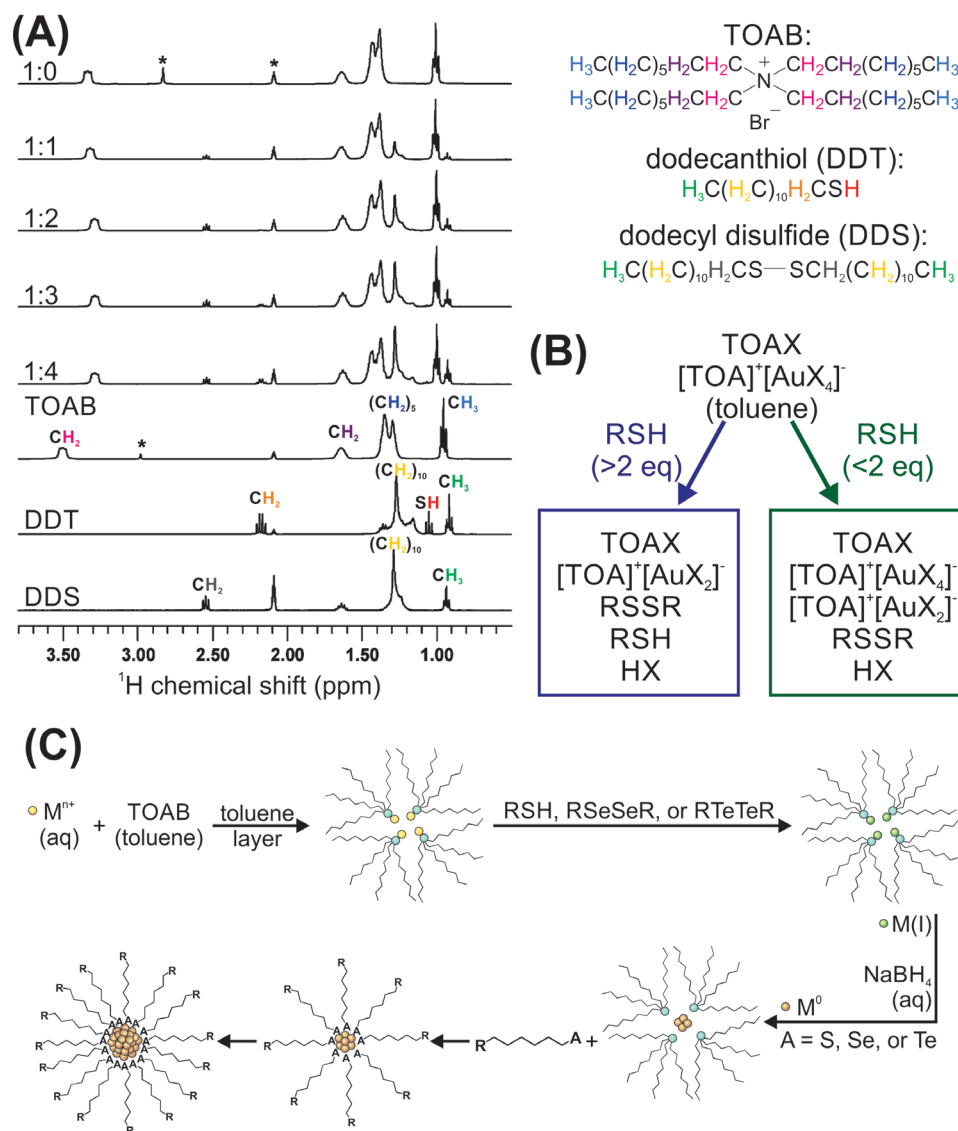 (A)
1:0
*
*
1:1
1:2
1:3
1:4
TOAB
CH₂
*
CH₂
(CH₂)₅
CH₃
DDT
CH₂
(CH₂)₁₀
SH
CH₃
DDS
CH₂
(CH₂)₁₀
CH₃
3.50 3.00 2.50 2.00 1.50 1.00
¹H chemical shift (ppm)
TOAB:
H₃C(H₂C)₅H₂CH₂C CH₂CH₂(CH₂)₅CH₃
N⁺
H₃C(H₂C)₅H₂CH₂C CH₂CH₂(CH₂)₅CH₃
Br⁻
dodecanthiol (DDT):
H₃C(H₂C)₁₀H₂CSH
dodecyl disulfide (DDS):
H₃C(H₂C)₁₀H₂CS—SCH₂(CH₂)₁₀CH₃
(B)
TOAX
[TOA]⁺[AuX₄]⁻
(toluene)
RSH
(>2 eq)
RSH
(<2 eq)
TOAX
[TOA]⁺[AuX₂]⁻
RSSR
RSH
HX
TOAX
[TOA]⁺[AuX₄]⁻
[TOA]⁺[AuX₂]⁻
RSSR
HX
(C)
Mⁿ⁺
(aq)
+
TOAB
(toluene)
toluene
layer
RSH, RSeSeR, or RTeTeR
M(I)
NaBH₄
(aq)
M⁰
A = S, Se, or Te
+
R A
R R R R R R R R
A A A A A A A A
R R R R R R R R R R R R R R R R
A A A A A A A A A A A A A A A A